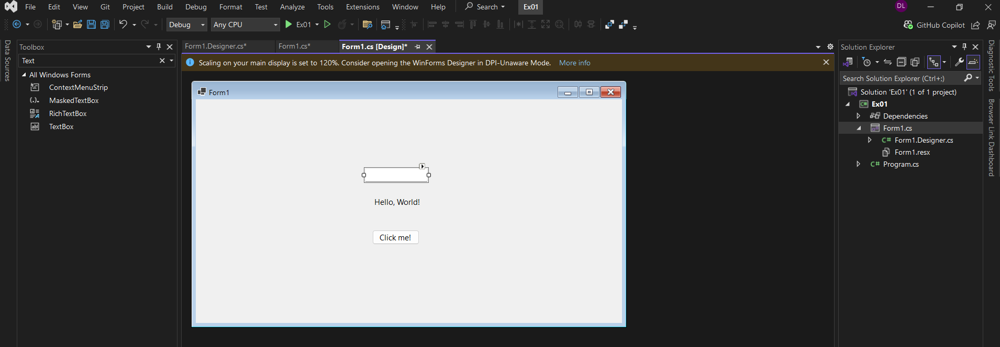 File Edit View Git Project Build Debug Format Test Analyze Tools Extensions Window Help Search Ex01 DL
Debug Any CPU Ex01 GitHub Copilot
Data Sources
Toolbox
Text
All Windows Forms
ContextMenuStrip
MaskedTextBox
RichTextBox
TextBox
Form1.Designer.cs* Form1.cs* Form1.cs [Design]*
Scaling on your main display is set to 120%. Consider opening the WinForms Designer in DPI-Unaware Mode. More info
Form1
Hello, World!
Click me!
Solution Explorer
Search Solution Explorer (Ctrl+;)
Solution 'Ex01' (1 of 1 project)
Ex01
Dependencies
Form1.cs
C# Form1.Designer.cs
Form1.resx
C# Program.cs
Diagnostic Tools
Browser Link Dashboard